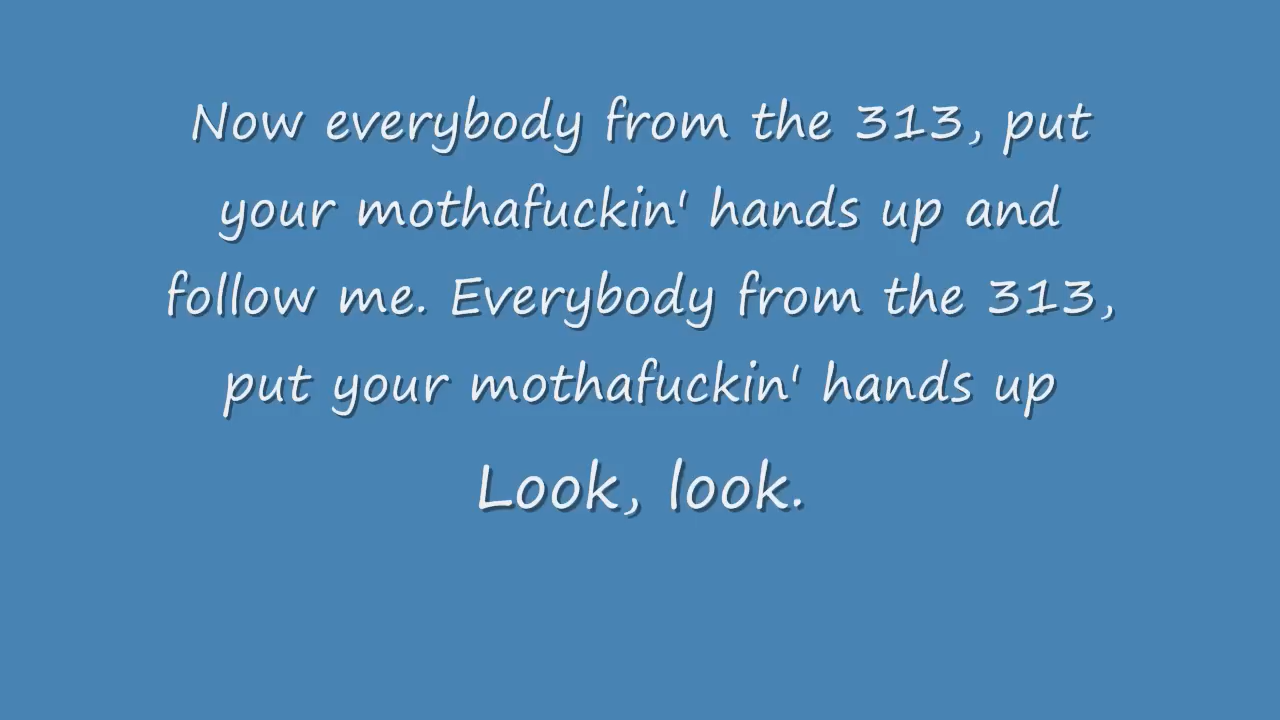 Now everybody from the 313, put
your mothafuckin' hands up and
follow me. Everybody from the 313,
put your mothafuckin' hands up
Look, look.